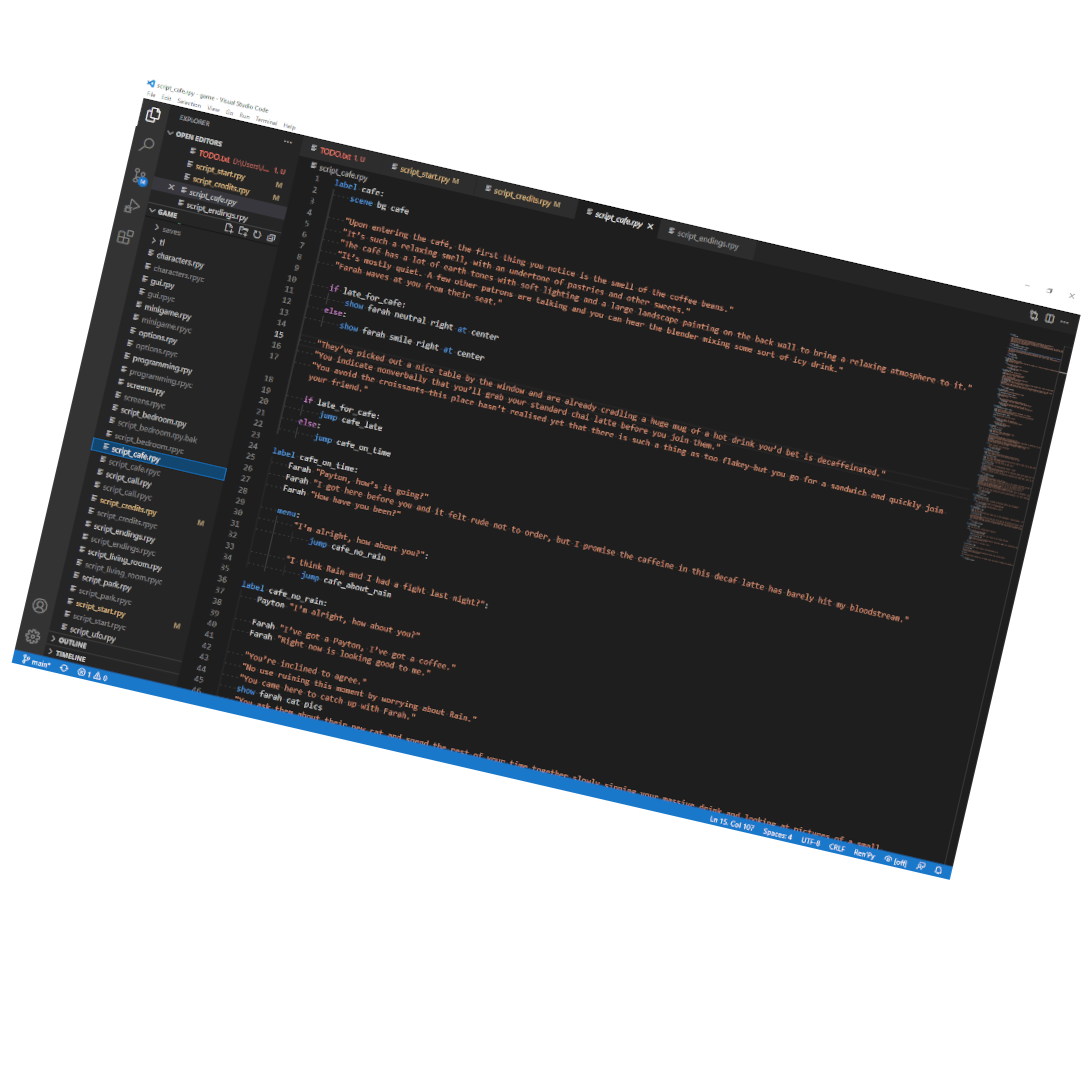 script_cafe.rpy - game - Visual Studio Code
File Edit Selection View Go Run Terminal Help
EXPLORER
OPEN EDITORS
TODO.txt U:\Users\... 1, U
script_start.rpy M
script_credits.rpy M
script_cafe.rpy
script_endings.rpy
GAME
saves
tl
characters.rpy
characters.rpyc
gui.rpy
gui.rpyc
minigame.rpy
minigame.rpyc
options.rpy
options.rpyc
programming.rpy
programming.rpyc
screens.rpy
screens.rpyc
script_bedroom.rpy
script_bedroom.rpy.bak
script_bedroom.rpyc
script_cafe.rpy
script_cafe.rpyc
script_call.rpy
script_call.rpyc
script_credits.rpy M
script_credits.rpyc
script_endings.rpy
script_endings.rpyc
script_living_room.rpy
script_living_room.rpyc
script_park.rpy
script_park.rpyc
script_start.rpy M
script_start.rpyc
script_ufo.rpy
OUTLINE
TIMELINE
TODO.txt 1, U
script_start.rpy M
script_credits.rpy M
script_cafe.rpy
script_endings.rpy
script_cafe.rpy
1 label cafe:
2 scene bg cafe
3
4 "Upon entering the café, the first thing you notice is the smell of the coffee beans."
5 "It's such a relaxing smell, with an undertone of pastries and other sweets."
6 "The café has a lot of earth tones with soft lighting and a large landscape painting on the back wall to bring a relaxing atmosphere to it."
7 "It's mostly quiet. A few other patrons are talking and you can hear the blender mixing some sort of icy drink."
8 "Farah waves at you from their seat."
9
10 if late_for_cafe:
11 show farah neutral right at center
12 else:
13 show farah smile right at center
14
15 "They've picked out a nice table by the window and are already cradling a huge mug of a hot drink you'd bet is decaffeinated."
16 "You indicate nonverbally that you'll grab your standard chai latte before you join them."
17 "You avoid the croissants—this place hasn't realised yet that there is such a thing as too flakey—but you go for a sandwich and quickly join
your friend."
18
19 if late_for_cafe:
20 jump cafe_late
21 else:
22 jump cafe_on_time
23
24 label cafe_on_time:
25 Farah "Payton, how's it going?"
26 Farah "I got here before you and it felt rude not to order, but I promise the caffeine in this decaf latte has barely hit my bloodstream."
27 Farah "How have you been?"
28
29 menu:
30 "I'm alright, how about you?":
31 jump cafe_no_rain
32
33 "I think Rain and I had a fight last night?":
34 jump cafe_about_rain
35
36 label cafe_no_rain:
37 Payton "I'm alright, how about you?"
38
39 Farah "I've got a Payton, I've got a coffee."
40 Farah "Right now is looking good to me."
41
42 "You're inclined to agree."
43 "No use ruining this moment by worrying about Rain."
44 "You came here to catch up with Farah."
45 show farah cat pics
46 "You ask them about their new cat and spend the rest of your time together slowly sipping your massive drink and looking at pictures of a small
main* 1 0
Ln 15, Col 107 Spaces: 4 UTF-8 CRLF Ren'Py [off]